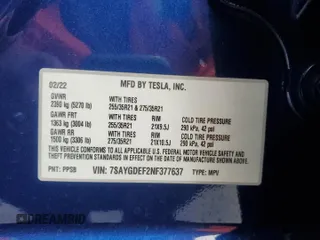 02/22 MFD BY TESLA, INC.
GVWR
2390 kg (5270 lb) WITH TIRES 255/35R21 & 275/35R21
GAWR FRT WITH TIRES RIM COLD TIRE PRESSURE
1363 kg (3004 lb) 255/35R21 21X9.5J 290 kPa, 42 psi
GAWR RR WITH TIRES RIM COLD TIRE PRESSURE
1500 kg (3306 lb) 275/35R21 21X10.5J 290 kPa, 42 psi
THIS VEHICLE CONFORMS TO ALL APPLICABLE
FEDERAL MOTOR VEHICLE SAFETY AND THEFT
PREVENTION STANDARDS IN EFFECT ON THE DATE
OF MANUFACTURE SHOWN ABOVE.
PNT: PPSB VIN: 7SAYGDEF2NF377637 TYPE: MPV
DREAMBID